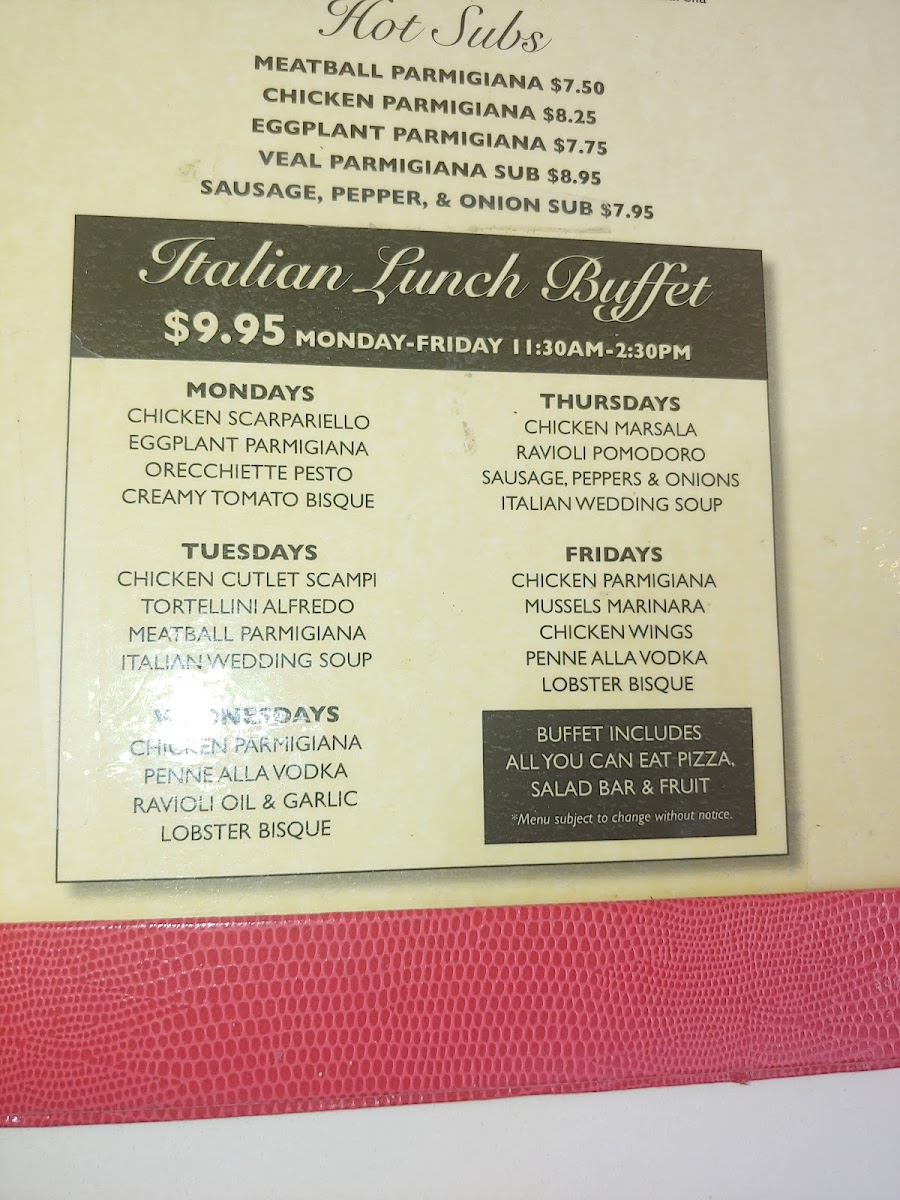 Hot Subs
MEATBALL PARMIGIANA $7.50
CHICKEN PARMIGIANA $8.25
EGGPLANT PARMIGIANA $7.75
VEAL PARMIGIANA SUB $8.95
SAUSAGE, PEPPER, & ONION SUB $7.95
Italian Lunch Buffet
$9.95 MONDAY-FRIDAY 11:30AM-2:30PM
MONDAYS
CHICKEN SCARPARIELLO
EGGPLANT PARMIGIANA
ORECCHIETTE PESTO
CREAMY TOMATO BISQUE
TUESDAYS
CHICKEN CUTLET SCAMPI
TORTELLINI ALFREDO
MEATBALL PARMIGIANA
ITALIAN WEDDING SOUP
WEDNESDAYS
CHICKEN PARMIGIANA
PENNE ALLA VODKA
RAVIOLI OIL & GARLIC
LOBSTER BISQUE
THURSDAYS
CHICKEN MARSALA
RAVIOLI POMODORO
SAUSAGE, PEPPERS & ONIONS
ITALIAN WEDDING SOUP
FRIDAYS
CHICKEN PARMIGIANA
MUSSELS MARINARA
CHICKEN WINGS
PENNE ALLA VODKA
LOBSTER BISQUE
BUFFET INCLUDES
ALL YOU CAN EAT PIZZA,
SALAD BAR & FRUIT
*Menu subject to change without notice.